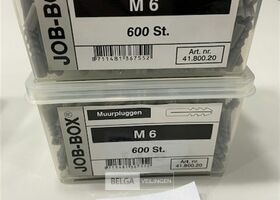 JOB-BOX
8711481367552
M 6
600 St.
Art. nr.
41.800.20
JOB-BOX®
Muurpluggen
M 6
600 St.
Art. nr.
41.800.20
BELGA VEILINGEN